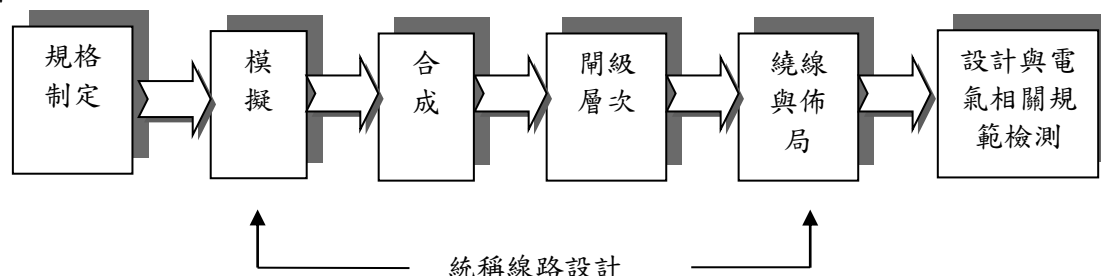 規格
制定
模
擬
合
成
閘級
層次
繞線
與佈
局
設計與電
氣相關規
範檢測
統稱線路設計